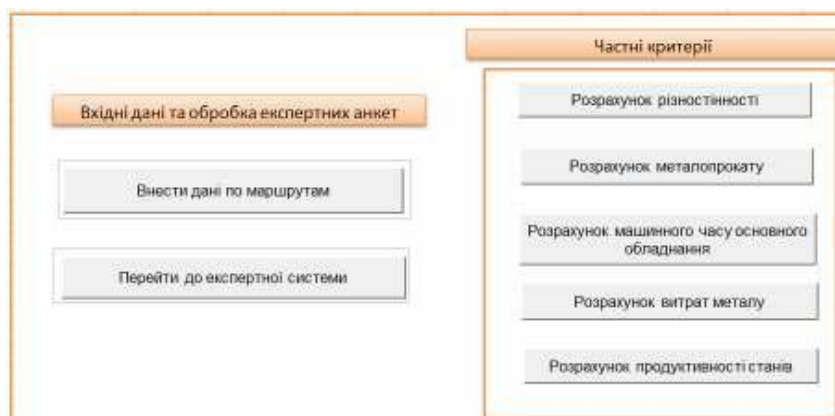 Частні критерії
Вхідні дані та обробка експертних анкет
Внести дані по маршрутам
Перейти до експертної системи
Розрахунок різностінності
Розрахунок металопрокату
Розрахунок машинного часу основного
обладнання
Розрахунок витрат металу
Розрахунок продуктивності станів